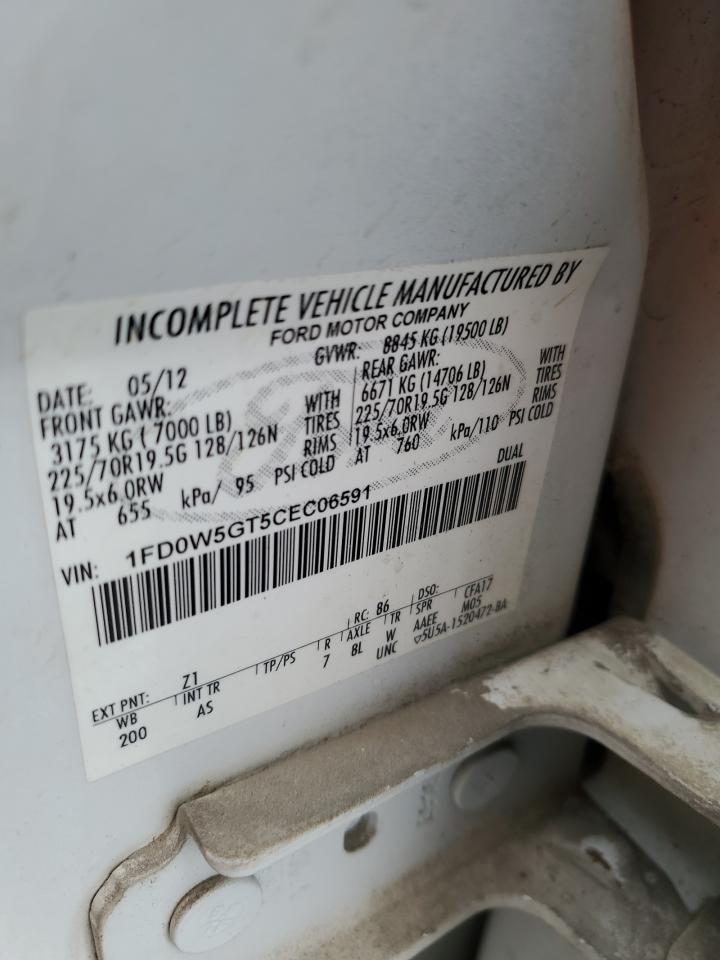 INCOMPLETE VEHICLE MANUFACTURED BY
FORD MOTOR COMPANY
DATE: 05/12 GVWR: 8845 KG (19500 LB)
FRONT GAWR: REAR GAWR:
3175 KG ( 7000 LB) WITH 6671 KG (14706 LB) WITH
225/70R19.5G 128/126N TIRES 225/70R19.5G 128/126N TIRES
19.5x6.0RW RIMS 19.5x6.0RW RIMS
AT 655 kPa/ 95 PSI COLD AT 760 kPa/110 PSI COLD
DUAL
VIN: 1FD0W5GT5CEC06591
EXT PNT: Z1 RC: 86 DSO: CFA17
WB INT TR TP/PS R AXLE TR SPR M05
200 AS 7 8L W AAEE
UNC ▽5U5A-1520472-BA